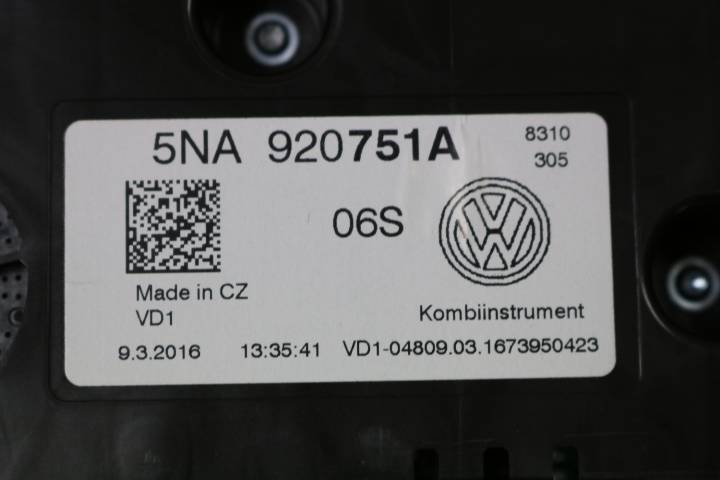 5NA 920751A
8310
305
06S
Made in CZ
VD1
Kombiinstrument
9.3.2016 13:35:41 VD1-04809.03.1673950423